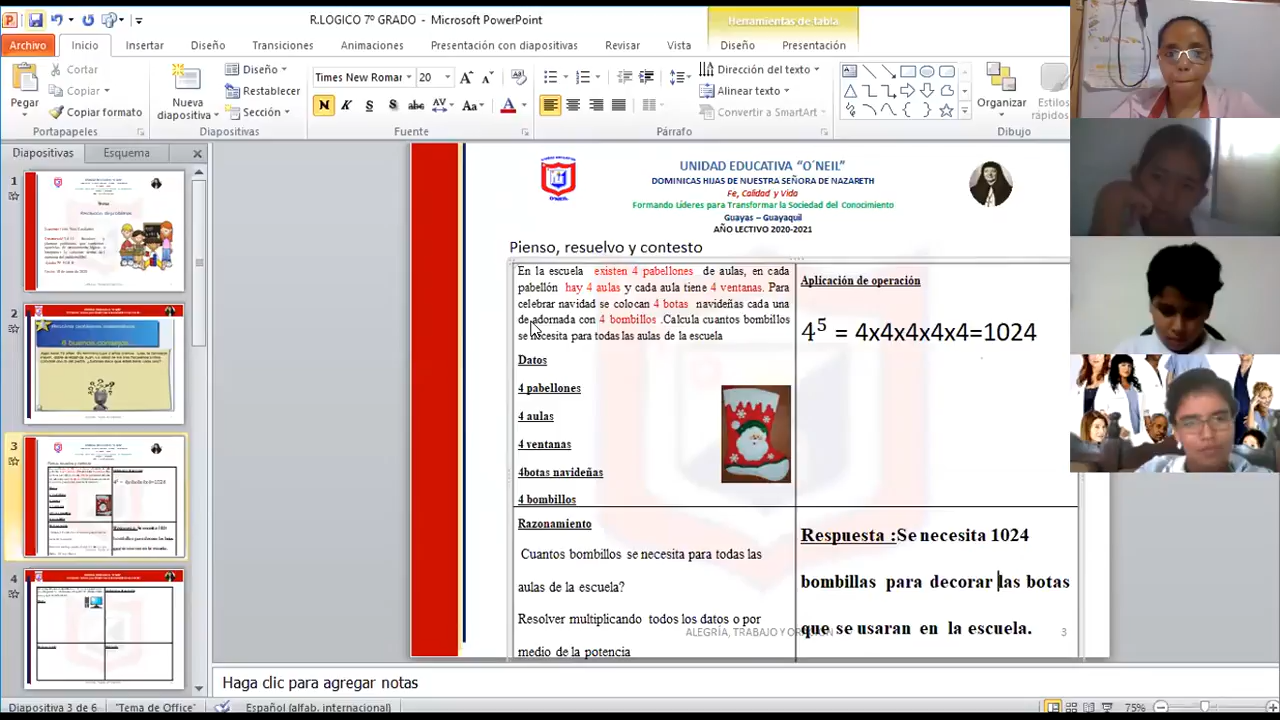 R.LOGICO 7º GRADO - Microsoft PowerPoint
Herramientas de tabla
Archivo Inicio Insertar Diseño Transiciones Animaciones Presentación con diapositivas Revisar Vista Diseño Presentación
Cortar
Copiar
Copiar formato
Pegar
Portapapeles
Nueva
diapositiva
Diseño
Restablecer
Sección
Diapositivas
Times New Romar 20
N K S S abc AV Aa A
Fuente
Dirección del texto
Alinear texto
Convertir a SmartArt
Párrafo
Organizar
Estilos
rápidos
Dibujo
Diapositivas Esquema
1
2
3
4
UNIDAD EDUCATIVA “O´NEIL”
DOMINICAS HIJAS DE NUESTRA SEÑORA DE NAZARETH
Fe, Calidad y Vida
Formando Líderes para Transformar la Sociedad del Conocimiento
Guayas – Guayaquil
AÑO LECTIVO 2020-2021
Pienso, resuelvo y contesto
En la escuela existen 4 pabellones de aulas, en cada
pabellón hay 4 aulas y cada aula tiene 4 ventanas. Para
celebrar navidad se colocan 4 botas navideñas cada una
de adornada con 4 bombillos .Calcula cuantos bombillos
se necesita para todas las aulas de la escuela
Datos
4 pabellones
4 aulas
4 ventanas
4botas navideñas
4 bombillos
Aplicación de operación
4⁵ = 4x4x4x4x4=1024
Razonamiento
Cuantos bombillos se necesita para todas las
aulas de la escuela?
Resolver multiplicando todos los datos o por
medio de la potencia
Respuesta :Se necesita 1024
bombillas para decorar las botas
que se usaran en la escuela.
3
Haga clic para agregar notas
Diapositiva 3 de 6 "Tema de Office" Español (alfab. internacional) 75%